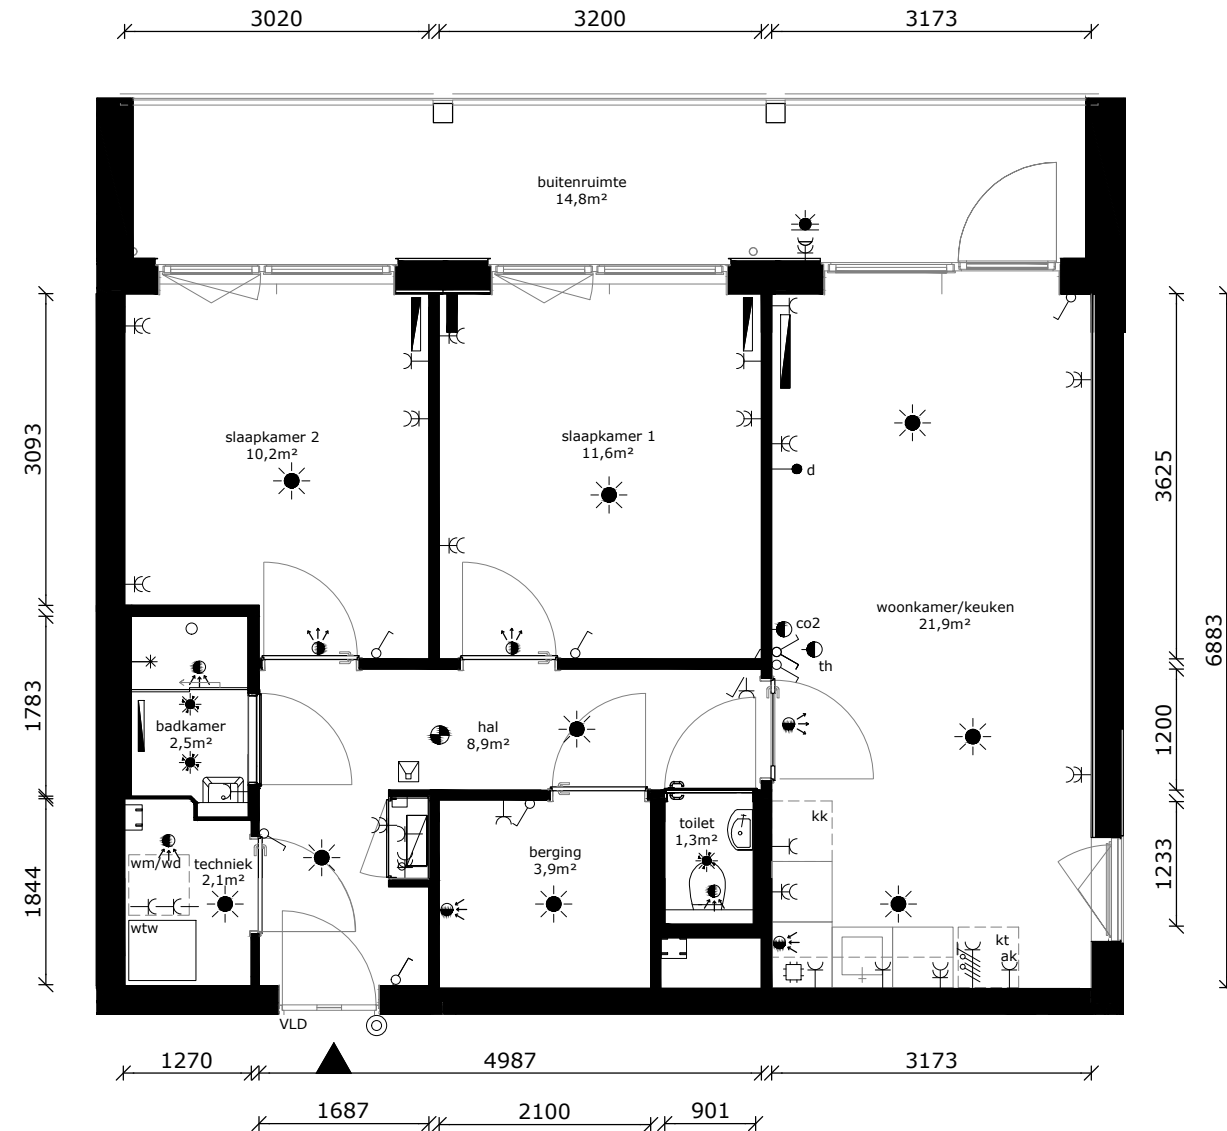 3020
3200
3173
buitenruimte
14,8m²
3093
slaapkamer 2
10,2m²
slaapkamer 1
11,6m²
d
3625
woonkamer/keuken
21,9m²
co2
th
6883
1783
badkamer
2,5m²
hal
8,9m²
1200
kk
toilet
1,3m²
berging
3,9m²
wm/wd
techniek
2,1m²
wtw
1844
1233
kt
ak
VLD
1270
4987
3173
1687
2100
901